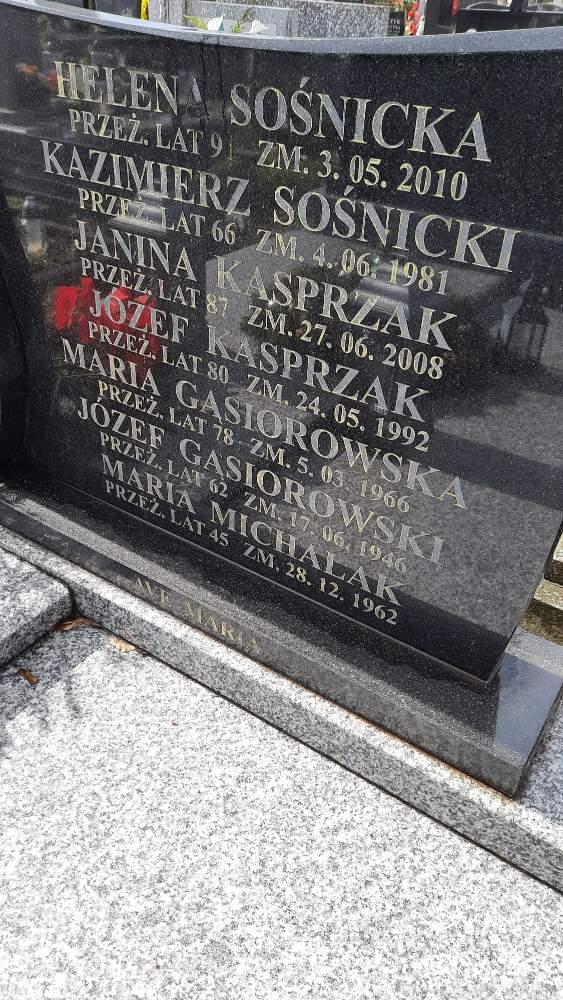 HELENA SOŚNICKA
PRZEŻ. LAT 91 ZM. 3. 05. 2010
KAZIMIERZ SOŚNICKI
PRZEŻ. LAT 66 ZM. 4. 06. 1981
JANINA KASPRZAK
PRZEŻ. LAT 87 ZM. 27. 06. 2008
JÓZEF KASPRZAK
PRZEŻ. LAT 80 ZM. 24. 05. 1992
MARIA GĄSIOROWSKA
PRZEŻ. LAT 78 ZM. 5. 03. 1966
JÓZEF GĄSIOROWSKI
PRZEŻ. LAT 62 ZM. 17. 06. 1946
MARIA MICHALAK
PRZEŻ. LAT 45 ZM. 28. 12. 1962
AVE MARIA